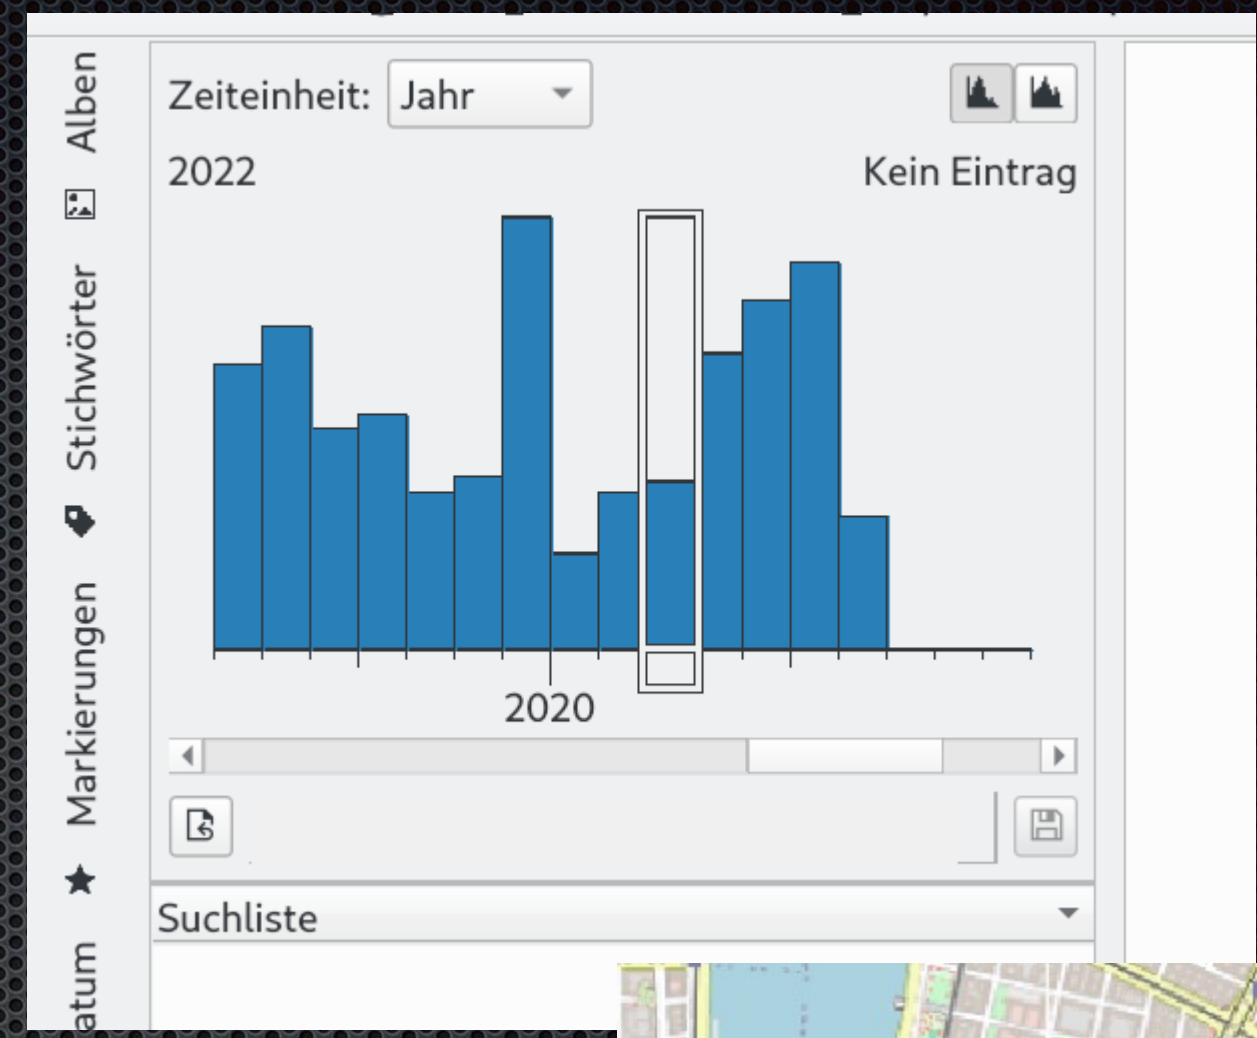 Alben
Stichwörter
Markierungen
atum
Zeiteinheit: Jahr
2022 Kein Eintrag
2020
Suchliste